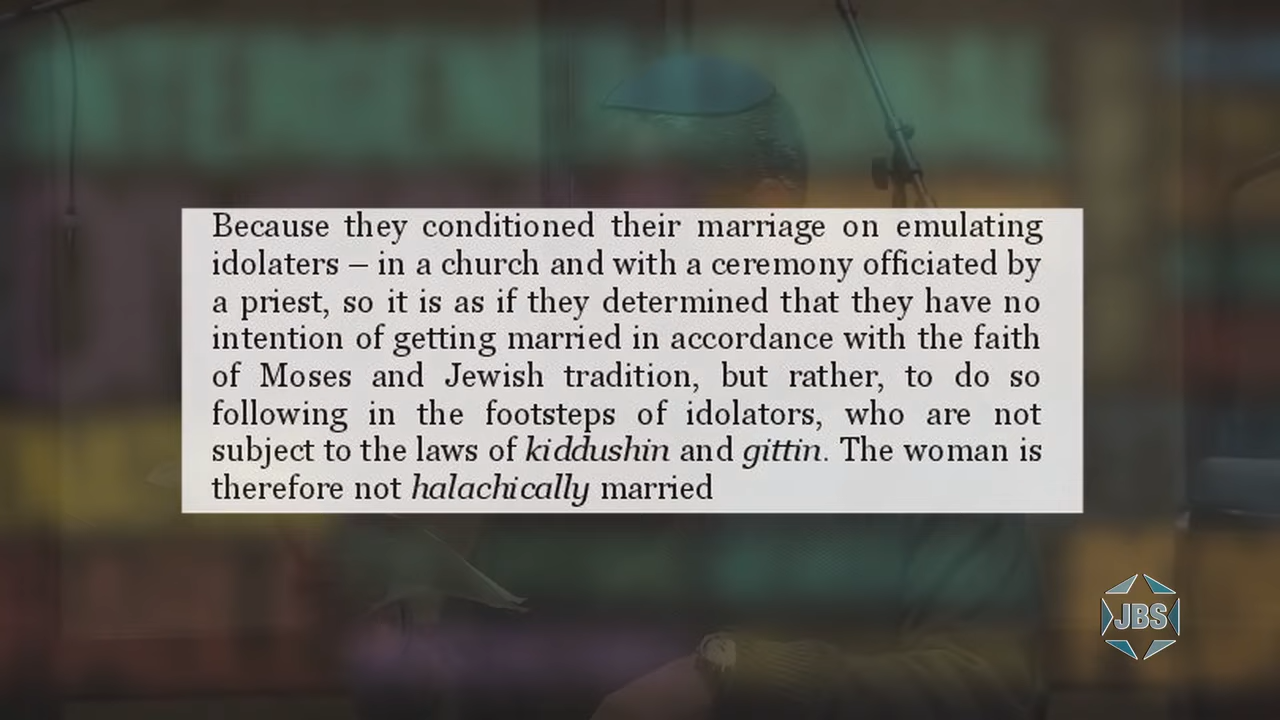 Because they conditioned their marriage on emulating
idolaters – in a church and with a ceremony officiated by
a priest, so it is as if they determined that they have no
intention of getting married in accordance with the faith
of Moses and Jewish tradition, but rather, to do so
following in the footsteps of idolators, who are not
subject to the laws of kiddushin and gittin. The woman is
therefore not halachically married
JBS